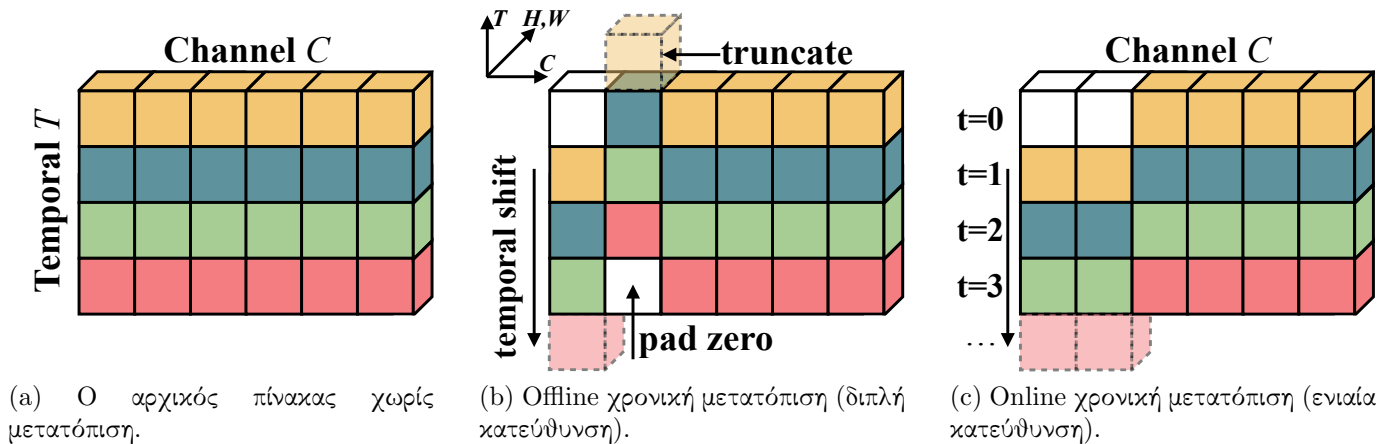 Channel C
Temporal T
(a) Ο αρχικός πίνακας χωρίς
μετατόπιση.
T
H,W
C
truncate
temporal shift
pad zero
(b) Offline χρονική μετατόπιση (διπλή
κατεύθυνση).
Channel C
t=0
t=1
t=2
t=3
...
(c) Online χρονική μετατόπιση (ενιαία
κατεύθυνση).